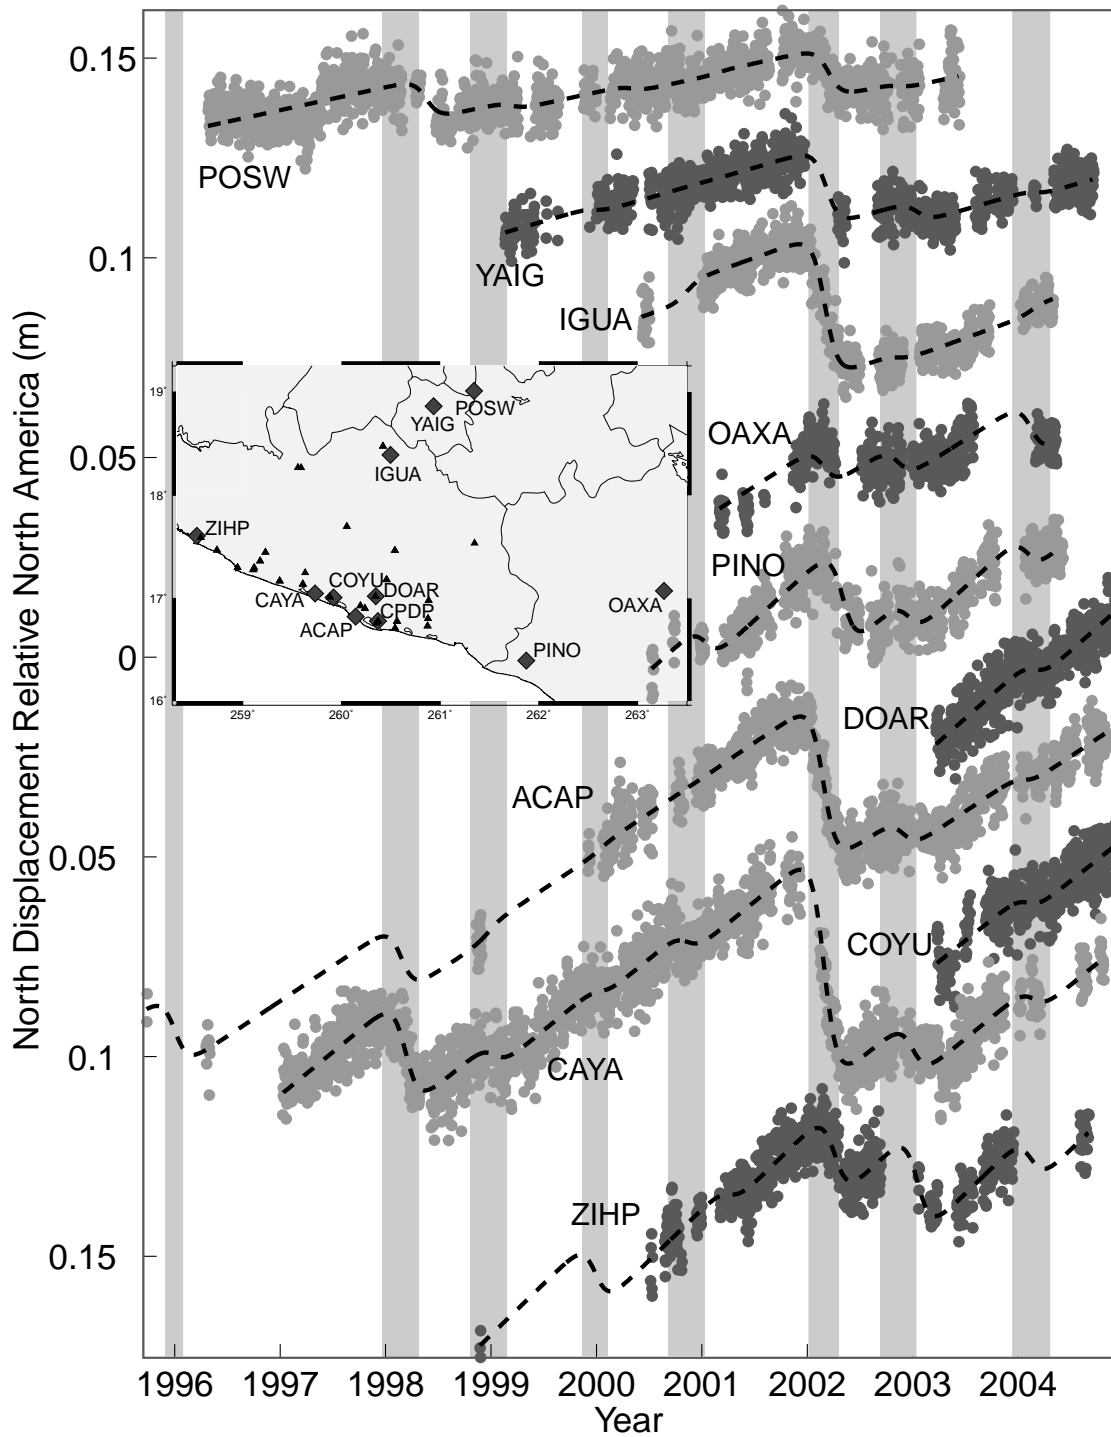 0.15
POSW
0.1
YAIG
IGUA
OAXA
0.05
PINO
0
DOAR
ACAP
0.05
COYU
CAYA
0.1
ZIHP
0.15
North Displacement Relative North America (m)
19˚
18˚
17˚
16˚
POSW
YAIG
IGUA
ZIHP
COYU
DOAR
CAYA
CPDP
ACAP
OAXA
PINO
259˚ 260˚ 261˚ 262˚ 263˚
1996 1997 1998 1999 2000 2001 2002 2003 2004
Year